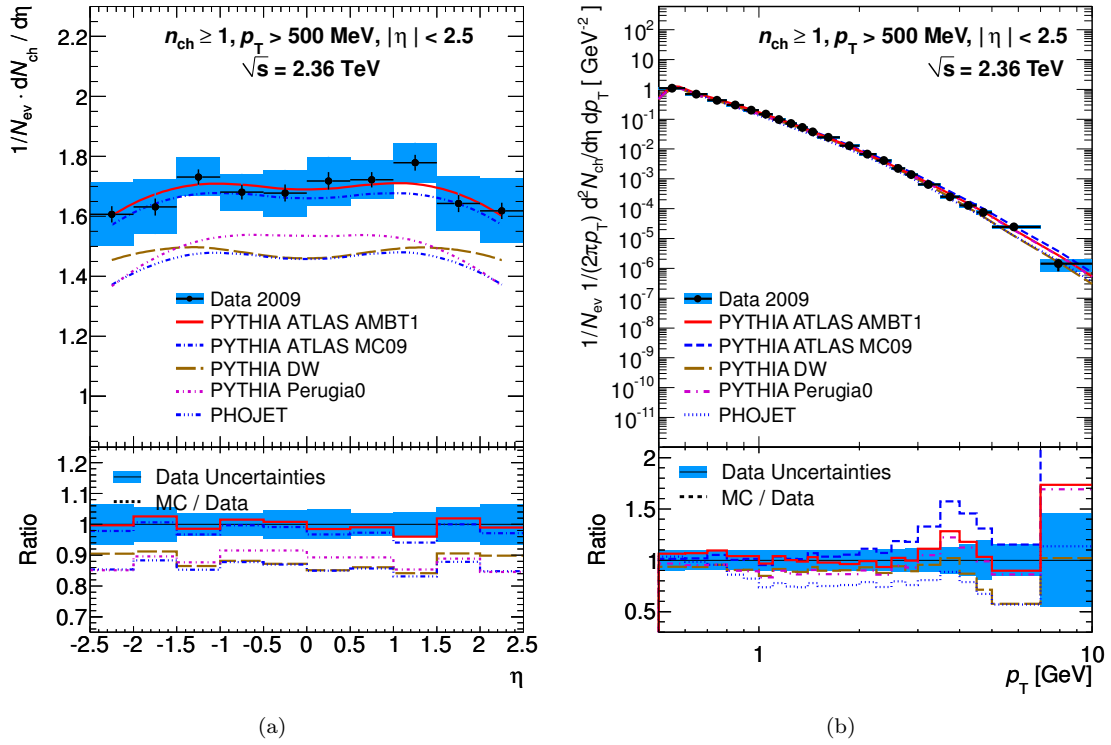 1/N_ev · dN_ch / dη
2.2
2
1.8
1.6
1.4
1.2
1
n_ch ≥ 1, p_T > 500 MeV, | η | < 2.5
√s = 2.36 TeV
Data 2009
PYTHIA ATLAS AMBT1
PYTHIA ATLAS MC09
PYTHIA DW
PYTHIA Perugia0
PHOJET
Ratio
1.2
1.1
1.0
0.9
0.8
0.7
Data Uncertainties
MC / Data
-2.5 -2 -1.5 -1 -0.5 0 0.5 1 1.5 2 2.5
η
(a)
1/N_ev 1/(2πp_T) d²N_ch/dη dp_T [ GeV⁻² ]
1
10⁻¹
10⁻²
10⁻³
10⁻⁴
10⁻⁵
10⁻⁶
10⁻⁷
10⁻⁸
10⁻⁹
10⁻¹⁰
10⁻¹¹
n_ch ≥ 1, p_T > 500 MeV, | η | < 2.5
√s = 2.36 TeV
Data 2009
PYTHIA ATLAS AMBT1
PYTHIA ATLAS MC09
PYTHIA DW
PYTHIA Perugia0
PHOJET
Ratio
2
1.5
1
0.5
Data Uncertainties
MC / Data
1 10
p_T [GeV]
(b)